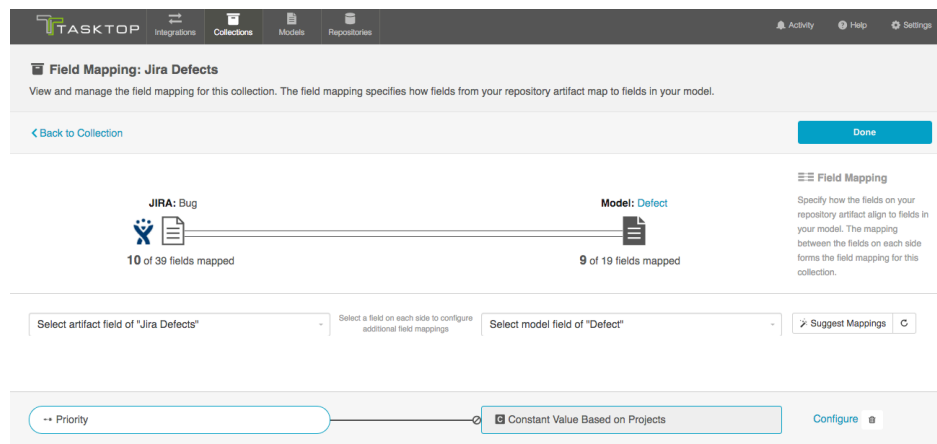 TASKTOP
Integrations
Collections
Models
Repositories
Activity
Help
Settings
Field Mapping: Jira Defects
View and manage the field mapping for this collection. The field mapping specifies how fields from your repository artifact map to fields in your model.
Back to Collection
Done
JIRA: Bug
10 of 39 fields mapped
Model: Defect
9 of 19 fields mapped
Field Mapping
Specify how the fields on your
repository artifact align to fields in
your model. The mapping
between the fields on each side
forms the field mapping for this
collection.
Select artifact field of "Jira Defects"
Select a field on each side to configure
additional field mappings
Select model field of "Defect"
Suggest Mappings
Priority
C Constant Value Based on Projects
Configure